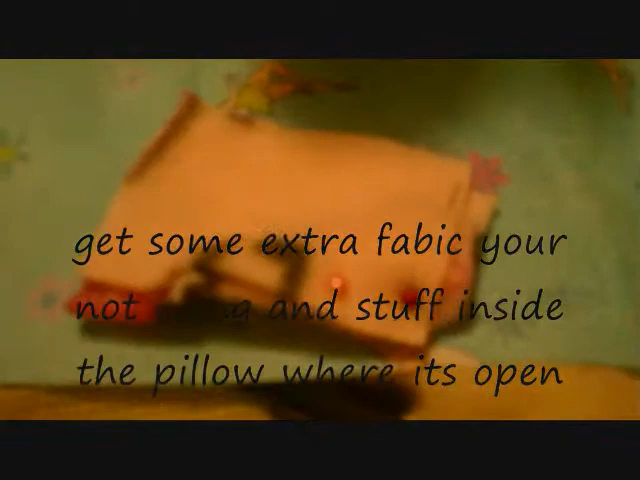 get some extra fabic your
not and stuff inside
the pillow where its open